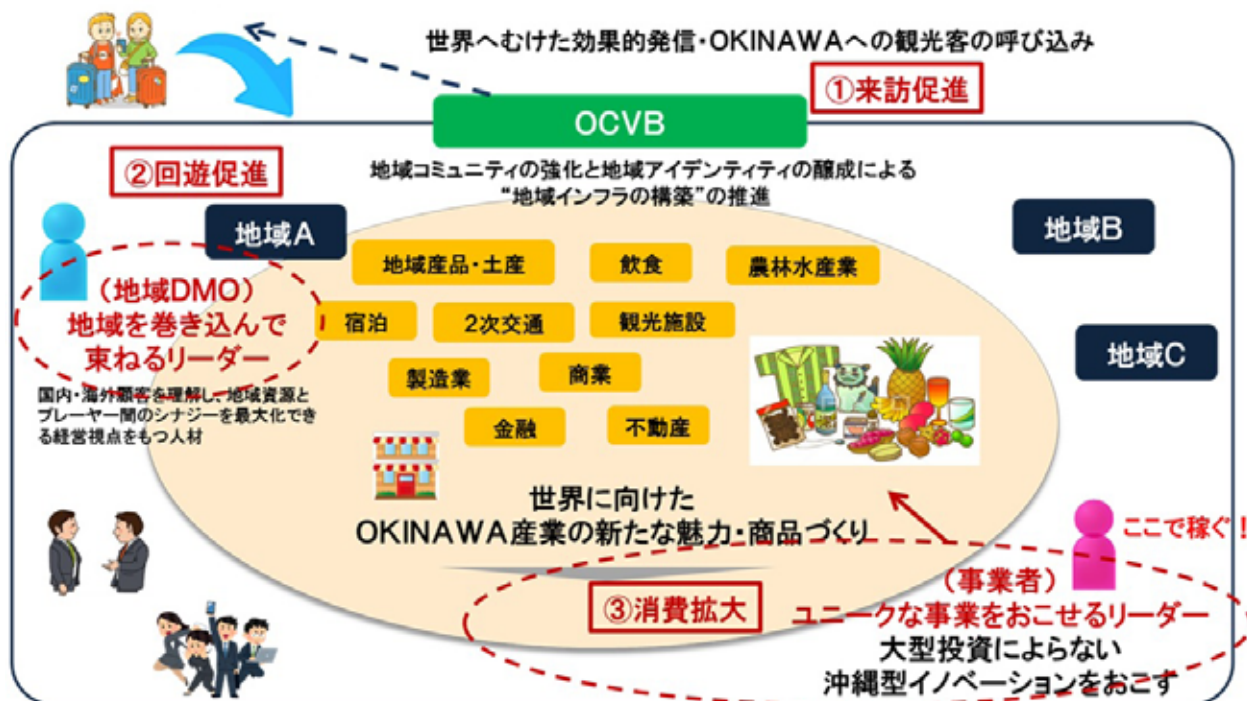 世界へむけた効果的発信・OKINAWAへの観光客の呼び込み
①来訪促進
OCVB
②回遊促進
地域コミュニティの強化と地域アイデンティティの醸成による
“地域インフラの構築”の推進
地域A
地域B
地域C
地域産品・土産
飲食
農林水産業
宿泊
2次交通
観光施設
製造業
商業
金融
不動産
(地域DMO)
地域を巻き込んで
束ねるリーダー
国内・海外顧客を理解し、地域資源と
プレーヤー間のシナジーを最大化でき
る経営視点をもつ人材
世界に向けた
OKINAWA産業の新たな魅力・商品づくり
③消費拡大
ここで稼ぐ！
(事業者)
ユニークな事業をおこせるリーダー
大型投資によらない
沖縄型イノベーションをおこす